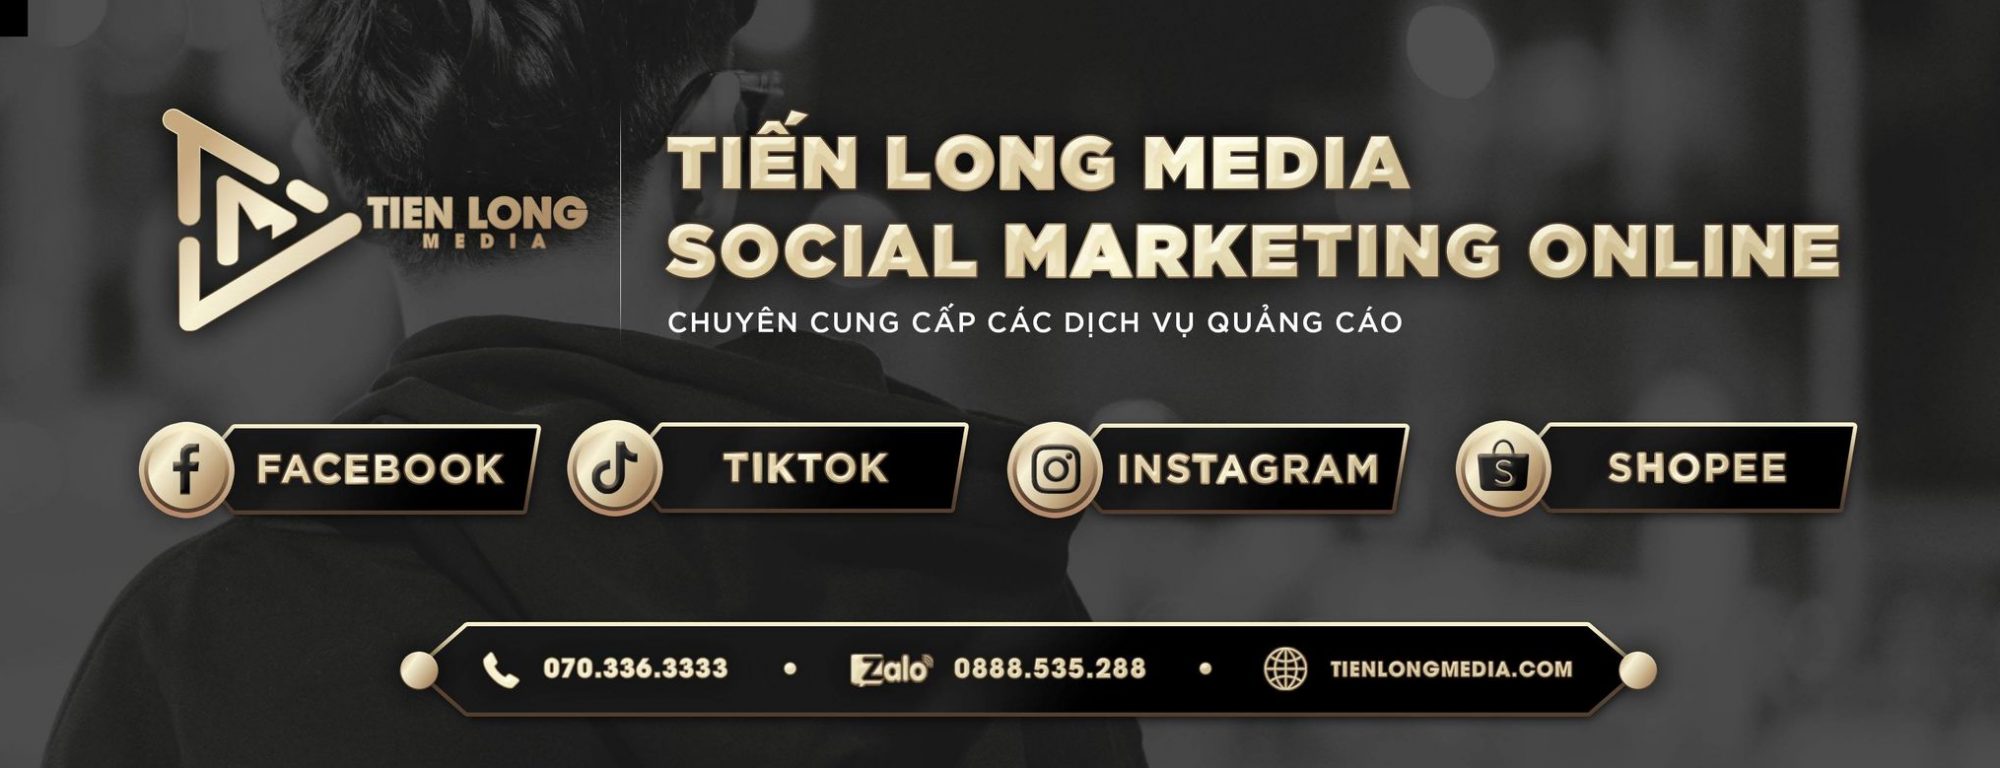 TIEN LONG
MEDIA
TIẾN LONG MEDIA
SOCIAL MARKETING ONLINE
CHUYÊN CUNG CẤP CÁC DỊCH VỤ QUẢNG CÁO
FACEBOOK
TIKTOK
INSTAGRAM
SHOPEE
070.336.3333 • Zalo 0888.535.288 • TIENLONGMEDIA.COM